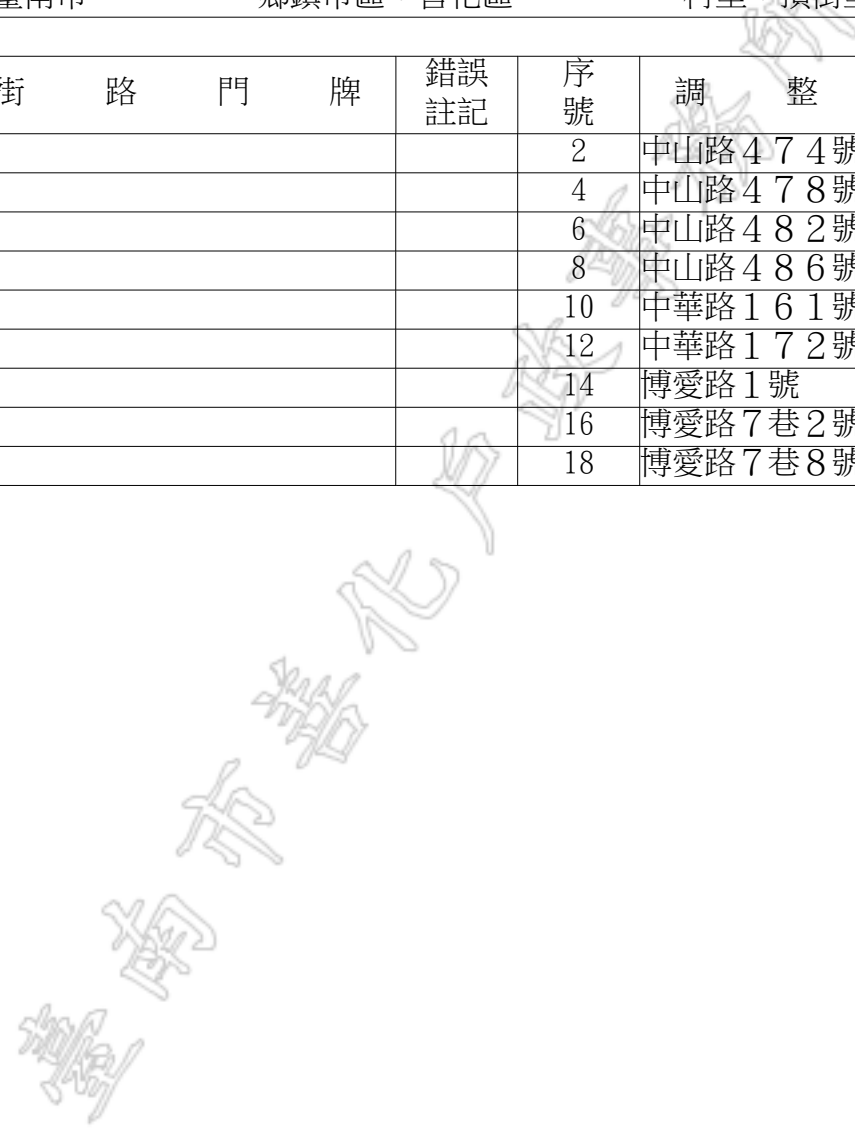 臺南市 鄉鎮市區：善化區 村里：頂街里
街路門牌 錯誤註記 序號 調整
2 中山路４７４號
4 中山路４７８號
6 中山路４８２號
8 中山路４８６號
10 中華路１６１號
12 中華路１７２號
14 博愛路１號
16 博愛路７巷２號
18 博愛路７巷８號
臺南市善化戶政事務所